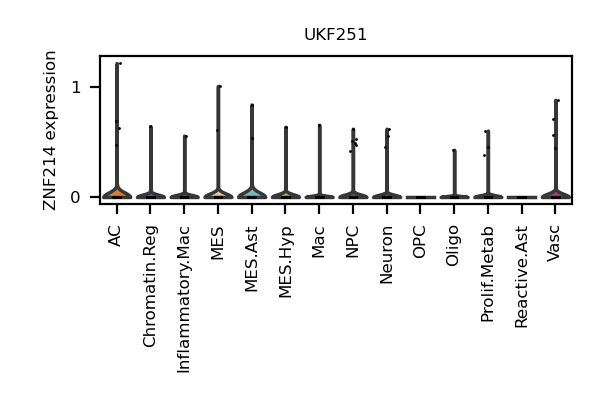 UKF251
ZNF214 expression
1
0
AC
Chromatin.Reg
Inflammatory.Mac
MES
MES.Ast
MES.Hyp
Mac
NPC
Neuron
OPC
Oligo
Prolif.Metab
Reactive.Ast
Vasc